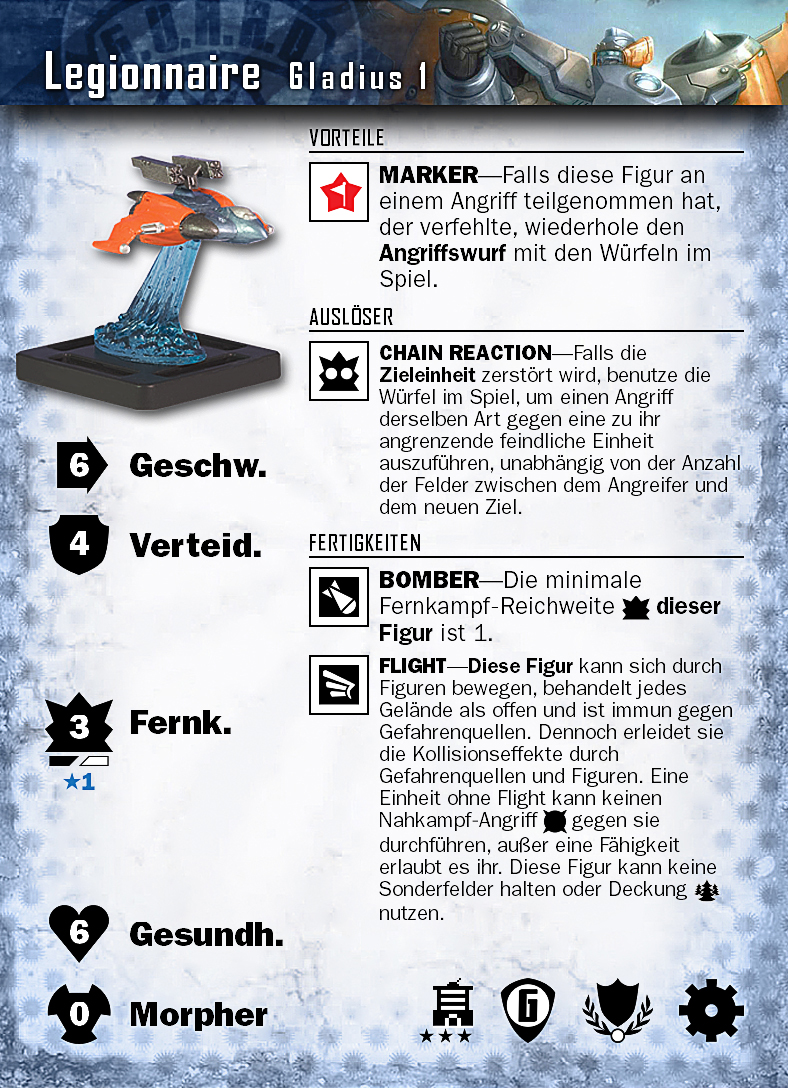 Legionnaire Gladius 1
VORTEILE
1
MARKER—Falls diese Figur an
einem Angriff teilgenommen hat,
der verfehlte, wiederhole den
Angriffswurf mit den Würfeln im
Spiel.
AUSLÖSER
CHAIN REACTION—Falls die
Zieleinheit zerstört wird, benutze die
Würfel im Spiel, um einen Angriff
derselben Art gegen eine zu ihr
angrenzende feindliche Einheit
auszuführen, unabhängig von der Anzahl
der Felder zwischen dem Angreifer und
dem neuen Ziel.
FERTIGKEITEN
BOMBER—Die minimale
Fernkampf-Reichweite dieser
Figur ist 1.
FLIGHT—Diese Figur kann sich durch
Figuren bewegen, behandelt jedes
Gelände als offen und ist immun gegen
Gefahrenquellen. Dennoch erleidet sie
die Kollisionseffekte durch
Gefahrenquellen und Figuren. Eine
Einheit ohne Flight kann keinen
Nahkampf-Angriff gegen sie
durchführen, außer eine Fähigkeit
erlaubt es ihr. Diese Figur kann keine
Sonderfelder halten oder Deckung
nutzen.
6 Geschw.
4 Verteid.
3 Fernk.
★1
6 Gesundh.
0 Morpher
★★★
G